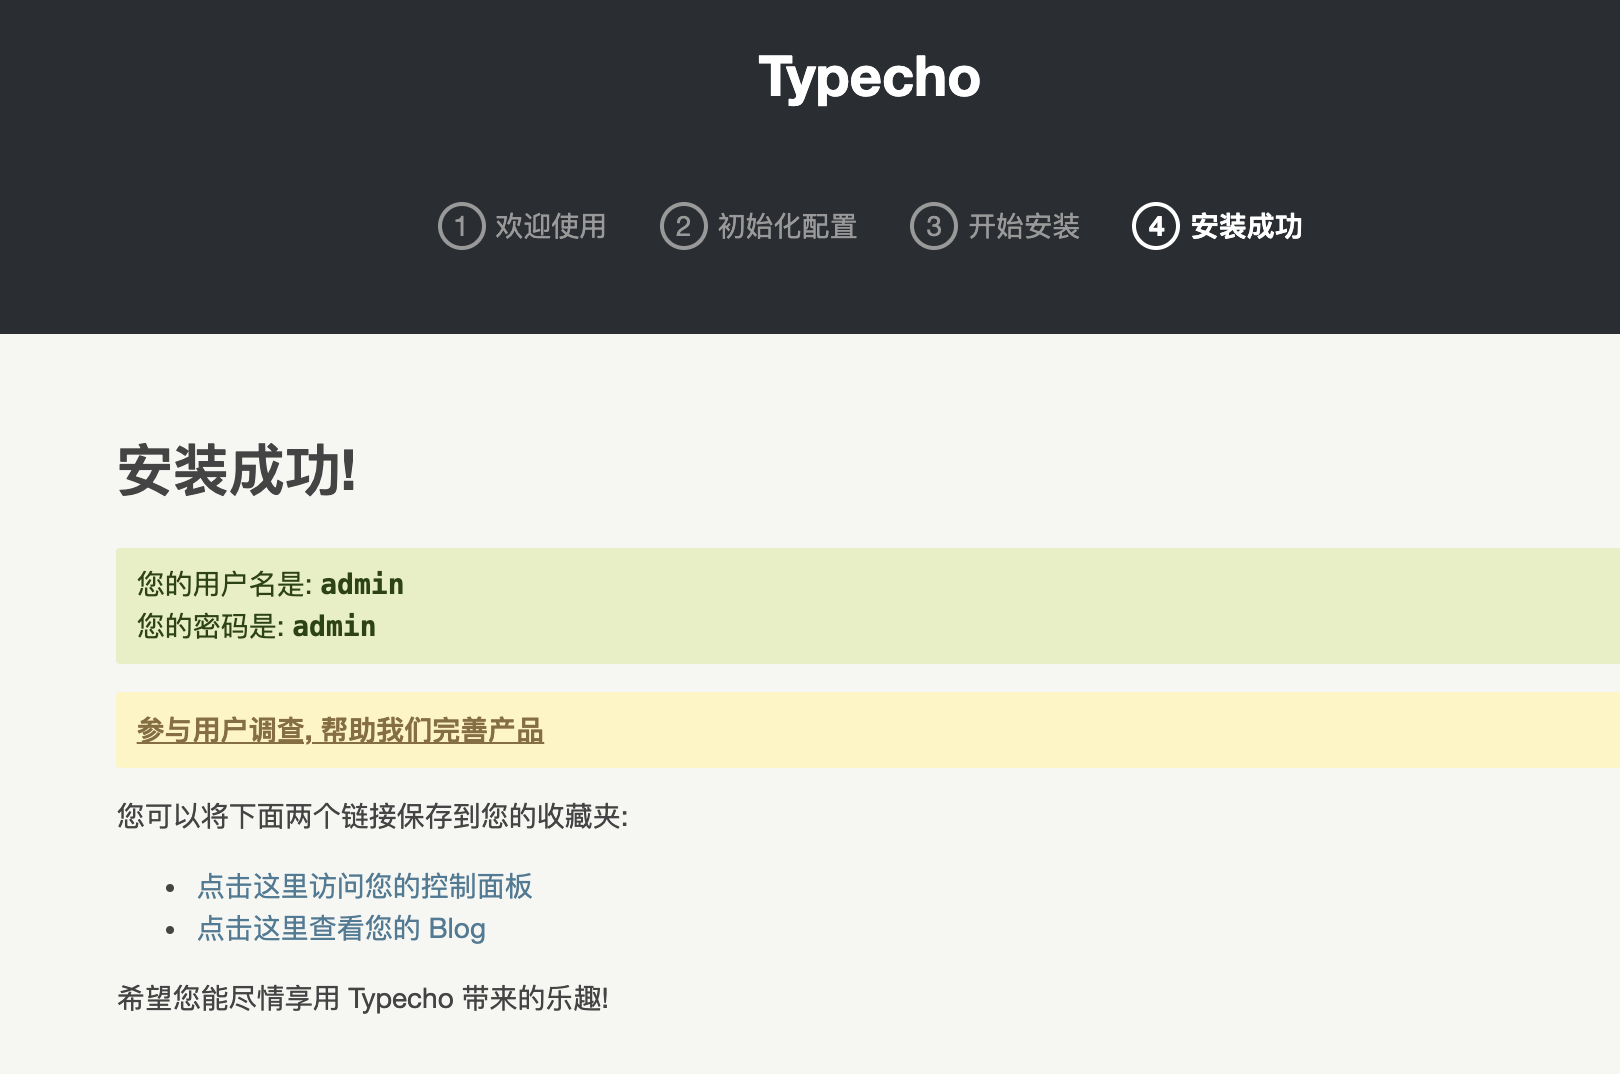 Typecho
1 欢迎使用 2 初始化配置 3 开始安装 4 安装成功
安装成功!
您的用户名是: admin
您的密码是: admin
参与用户调查, 帮助我们完善产品
您可以将下面两个链接保存到您的收藏夹:
• 点击这里访问您的控制面板
• 点击这里查看您的 Blog
希望您能尽情享用 Typecho 带来的乐趣!